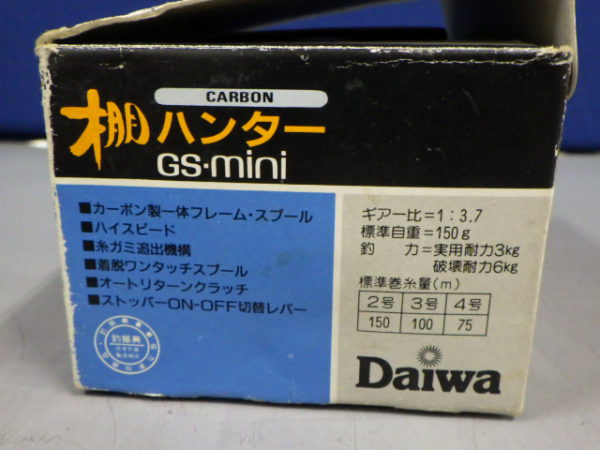 CARBON
棚ハンター
GS·mini
■カーボン製一体フレーム・スプール
■ハイスピード
■糸ガミ追出機構
■着脱ワンタッチスプール
■オートリターンクラッチ
■ストッパーON-OFF切替レバー
釣振興
ギアー比=1:3.7
標準自重=150g
釣 力=実用耐力3kg
破壊耐力6kg
標準巻糸量(m)
2号 3号 4号
150 100 75
Daiwa